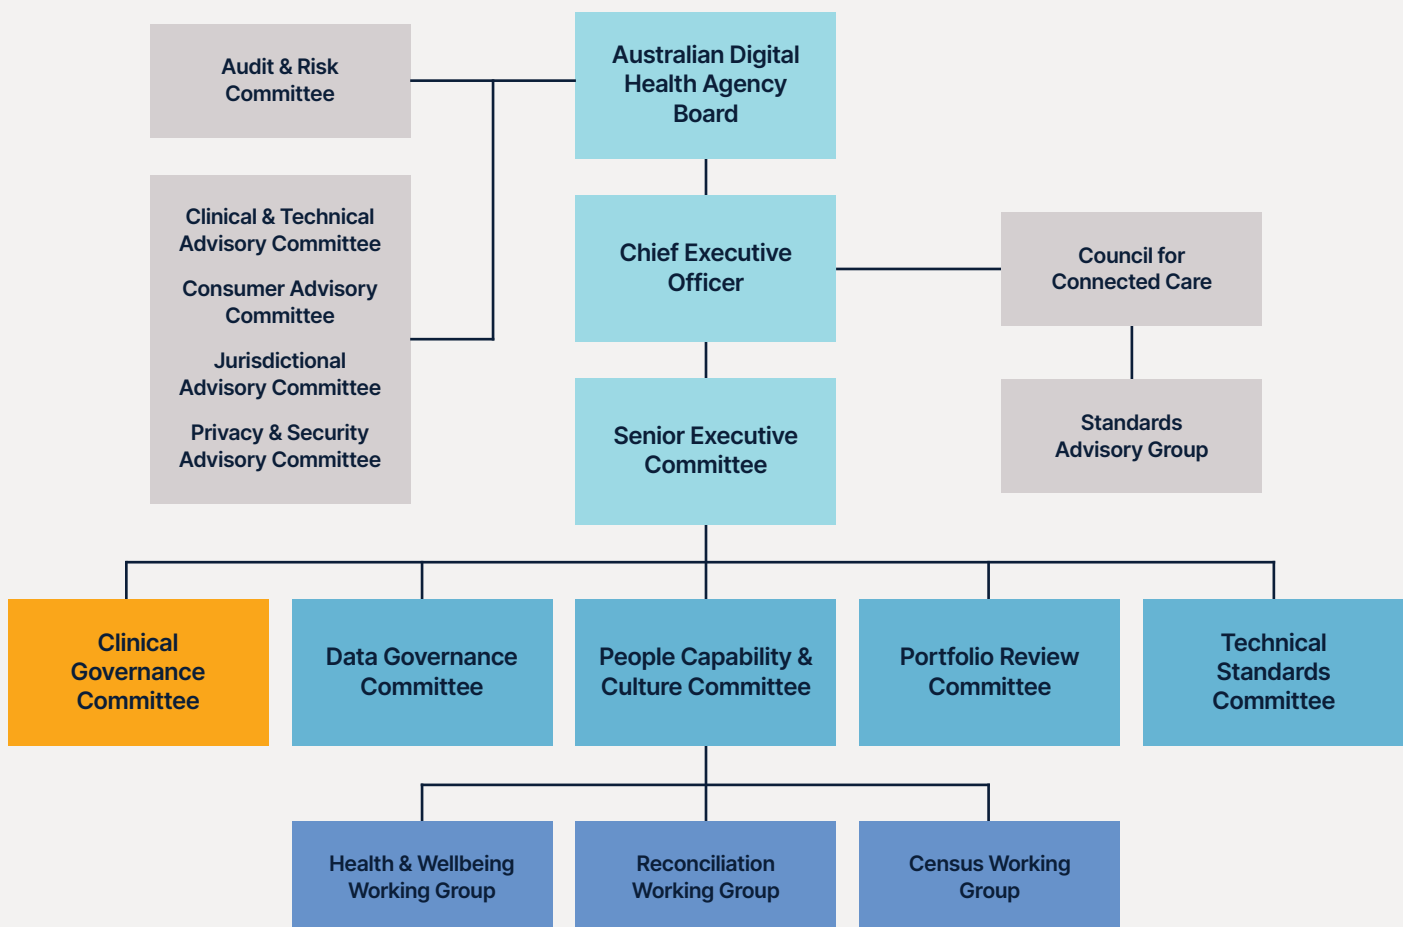 Audit & Risk
Committee
Australian Digital
Health Agency
Board
Clinical & Technical
Advisory Committee
Consumer Advisory
Committee
Jurisdictional
Advisory Committee
Privacy & Security
Advisory Committee
Chief Executive
Officer
Council for
Connected Care
Senior Executive
Committee
Standards
Advisory Group
Clinical
Governance
Committee
Data Governance
Committee
People Capability &
Culture Committee
Portfolio Review
Committee
Technical
Standards
Committee
Health & Wellbeing
Working Group
Reconciliation
Working Group
Census Working
Group